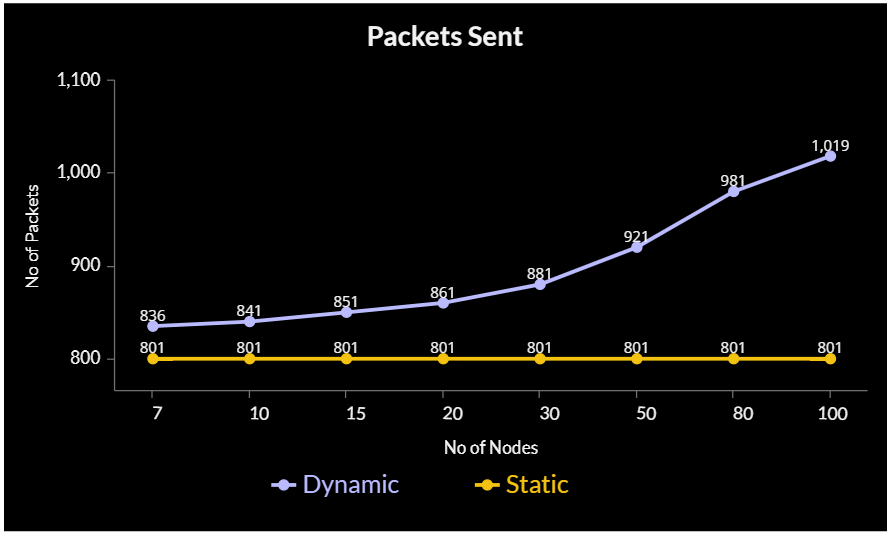 Packets Sent
1,100
1,000
900
800
No of Packets
836 841 851 861 881 921 981 1,019
801 801 801 801 801 801 801 801
7 10 15 20 30 50 80 100
No of Nodes
Dynamic Static